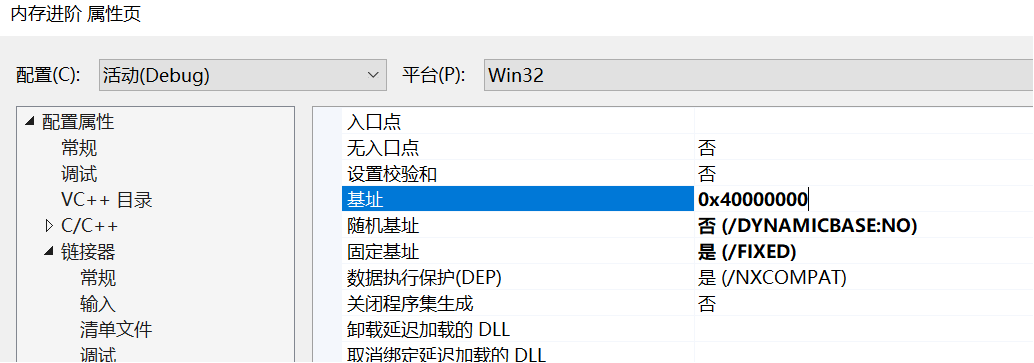 内存进阶 属性页
配置(C): 活动(Debug) 平台(P): Win32
配置属性
常规
调试
VC++ 目录
C/C++
链接器
常规
输入
清单文件
调试
入口点
无入口点 否
设置校验和 否
基址 0x40000000
随机基址 否 (/DYNAMICBASE:NO)
固定基址 是 (/FIXED)
数据执行保护(DEP) 是 (/NXCOMPAT)
关闭程序集生成 否
卸载延迟加载的 DLL
取消绑定延迟加载的 DLL